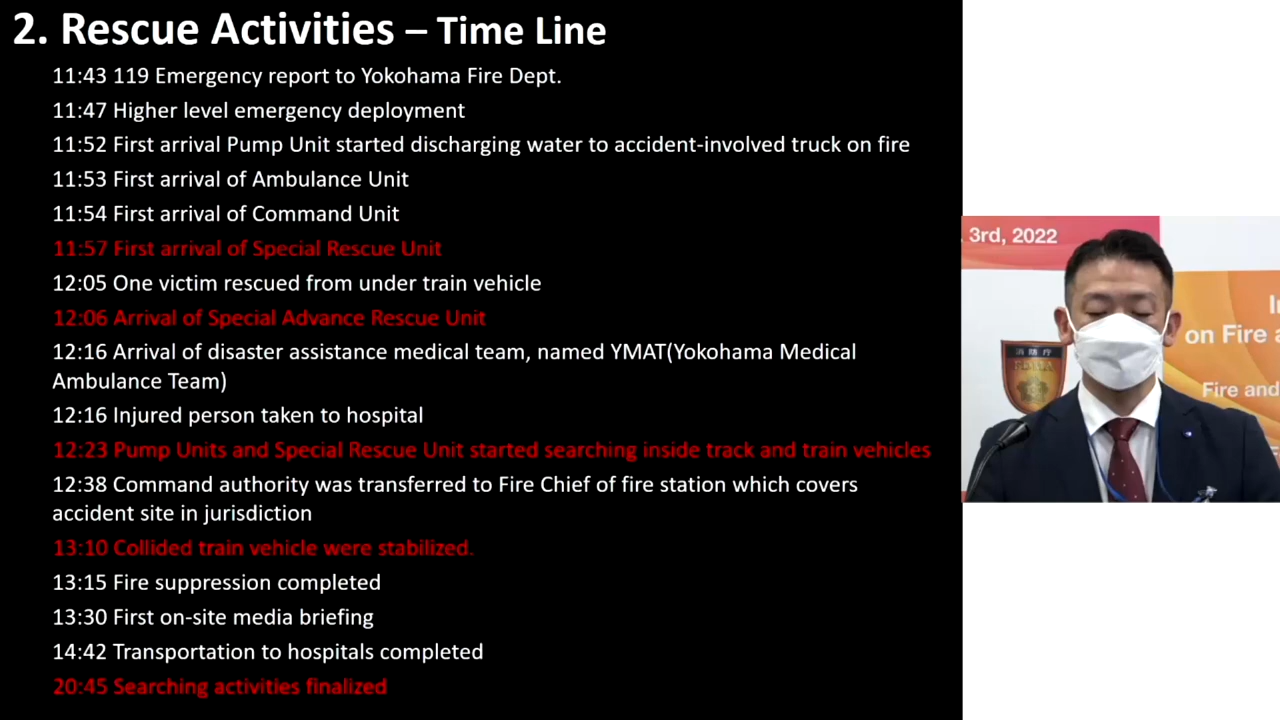 2. Rescue Activities – Time Line
11:43 119 Emergency report to Yokohama Fire Dept.
11:47 Higher level emergency deployment
11:52 First arrival Pump Unit started discharging water to accident-involved truck on fire
11:53 First arrival of Ambulance Unit
11:54 First arrival of Command Unit
11:57 First arrival of Special Rescue Unit
12:05 One victim rescued from under train vehicle
12:06 Arrival of Special Advance Rescue Unit
12:16 Arrival of disaster assistance medical team, named YMAT(Yokohama Medical
Ambulance Team)
12:16 Injured person taken to hospital
12:23 Pump Units and Special Rescue Unit started searching inside track and train vehicles
12:38 Command authority was transferred to Fire Chief of fire station which covers
accident site in jurisdiction
13:10 Collided train vehicle were stabilized.
13:15 Fire suppression completed
13:30 First on-site media briefing
14:42 Transportation to hospitals completed
20:45 Searching activities finalized
3rd, 2022
on Fire
Fire and
消防庁
FDMA